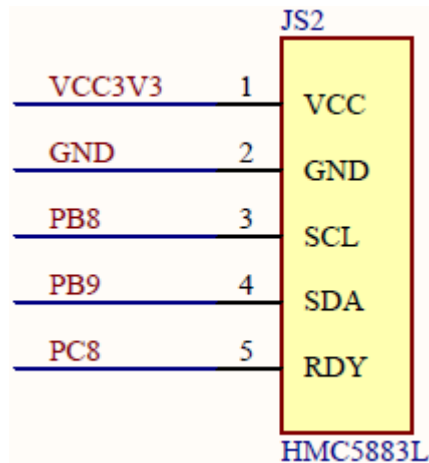 JS2
VCC3V3 1 VCC
GND 2 GND
PB8 3 SCL
PB9 4 SDA
PC8 5 RDY
HMC5883L